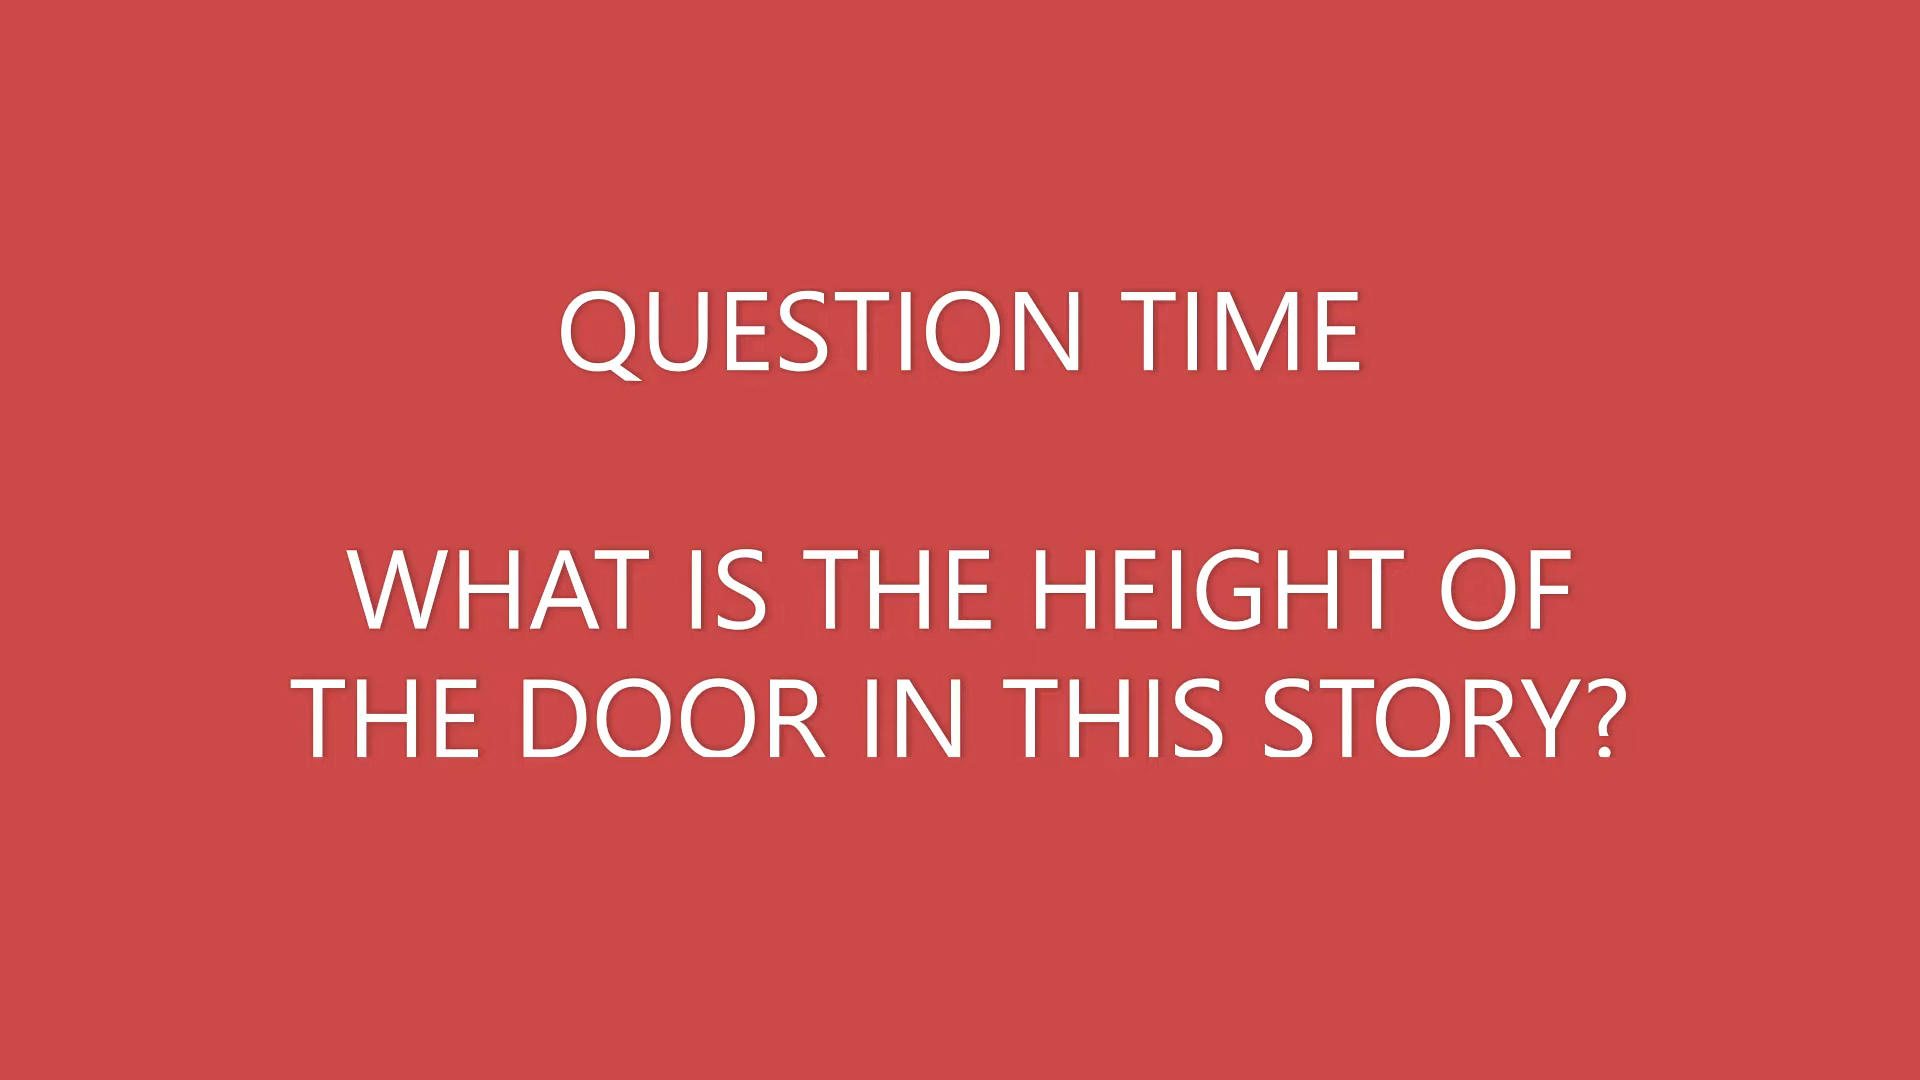 QUESTION TIME
WHAT IS THE HEIGHT OF
THE DOOR IN THIS STORY?